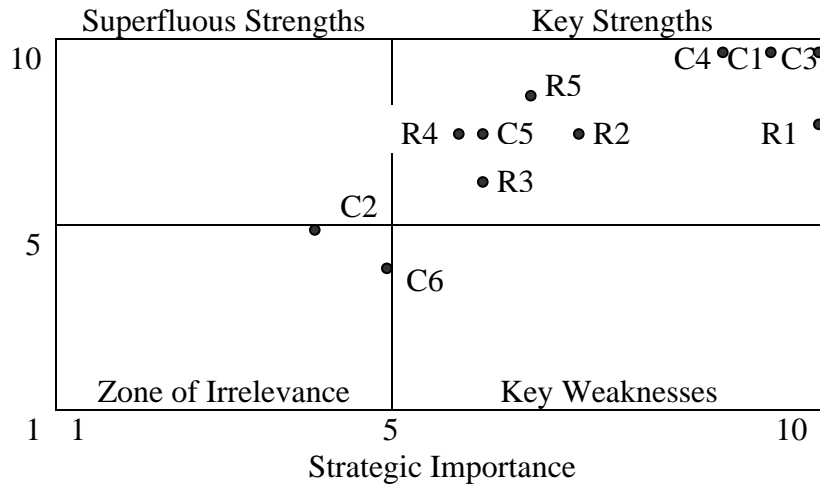 Superfluous Strengths Key Strengths
10 C4 C1 C3
R5
R4 C5 R2 R1
R3
C2
5
C6
Zone of Irrelevance Key Weaknesses
1 1 5 10
Strategic Importance